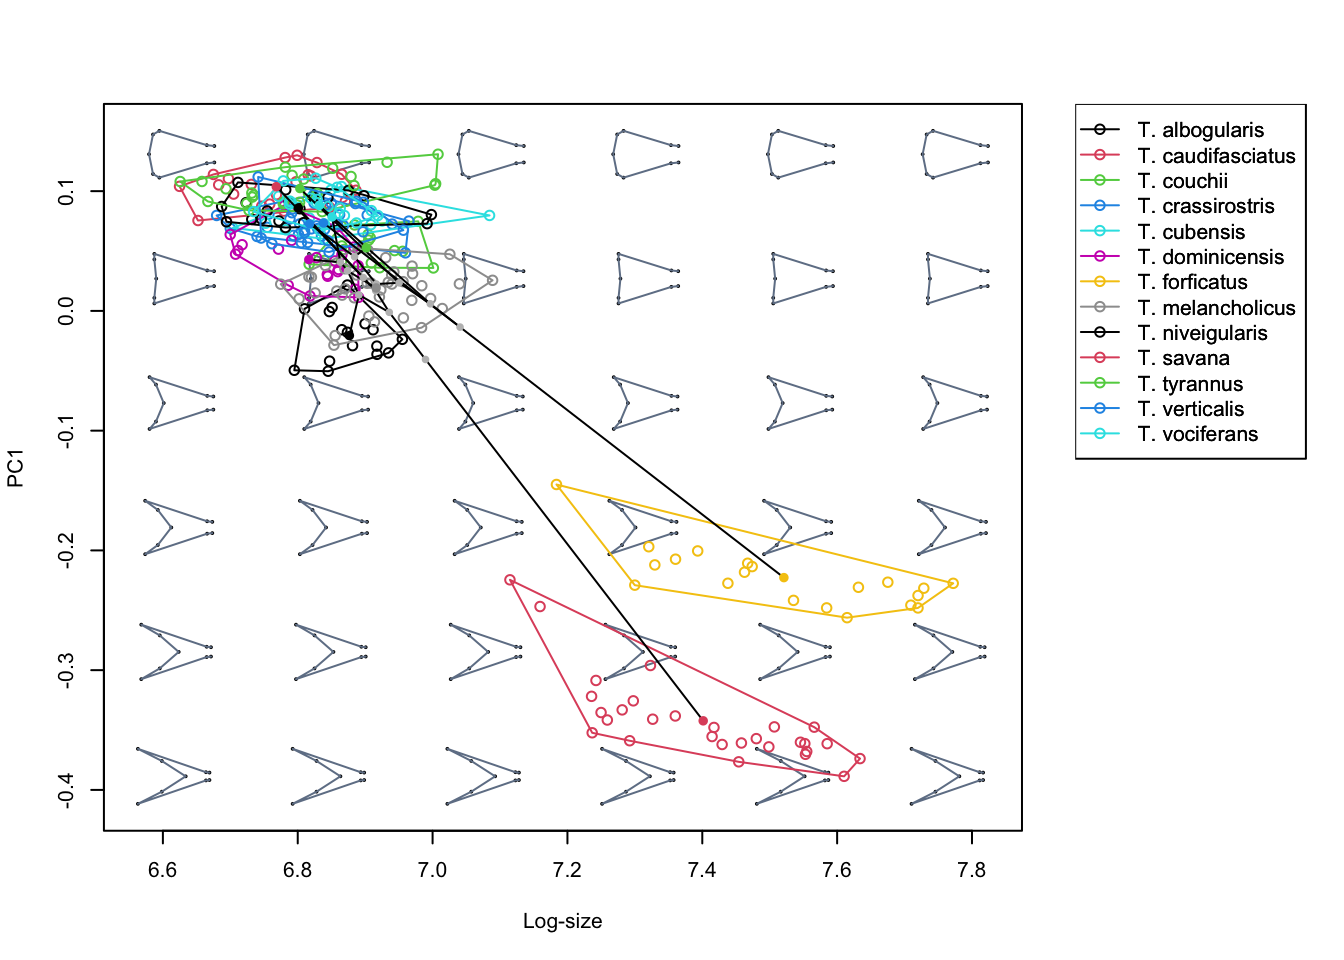 T. albogularis
T. caudifasciatus
T. couchii
T. crassirostris
T. cubensis
T. dominicensis
T. forficatus
T. melancholicus
T. niveigularis
T. savana
T. tyrannus
T. verticalis
T. vociferans
PC1
0.1
0.0
-0.1
-0.2
-0.3
-0.4
6.6 6.8 7.0 7.2 7.4 7.6 7.8
Log-size